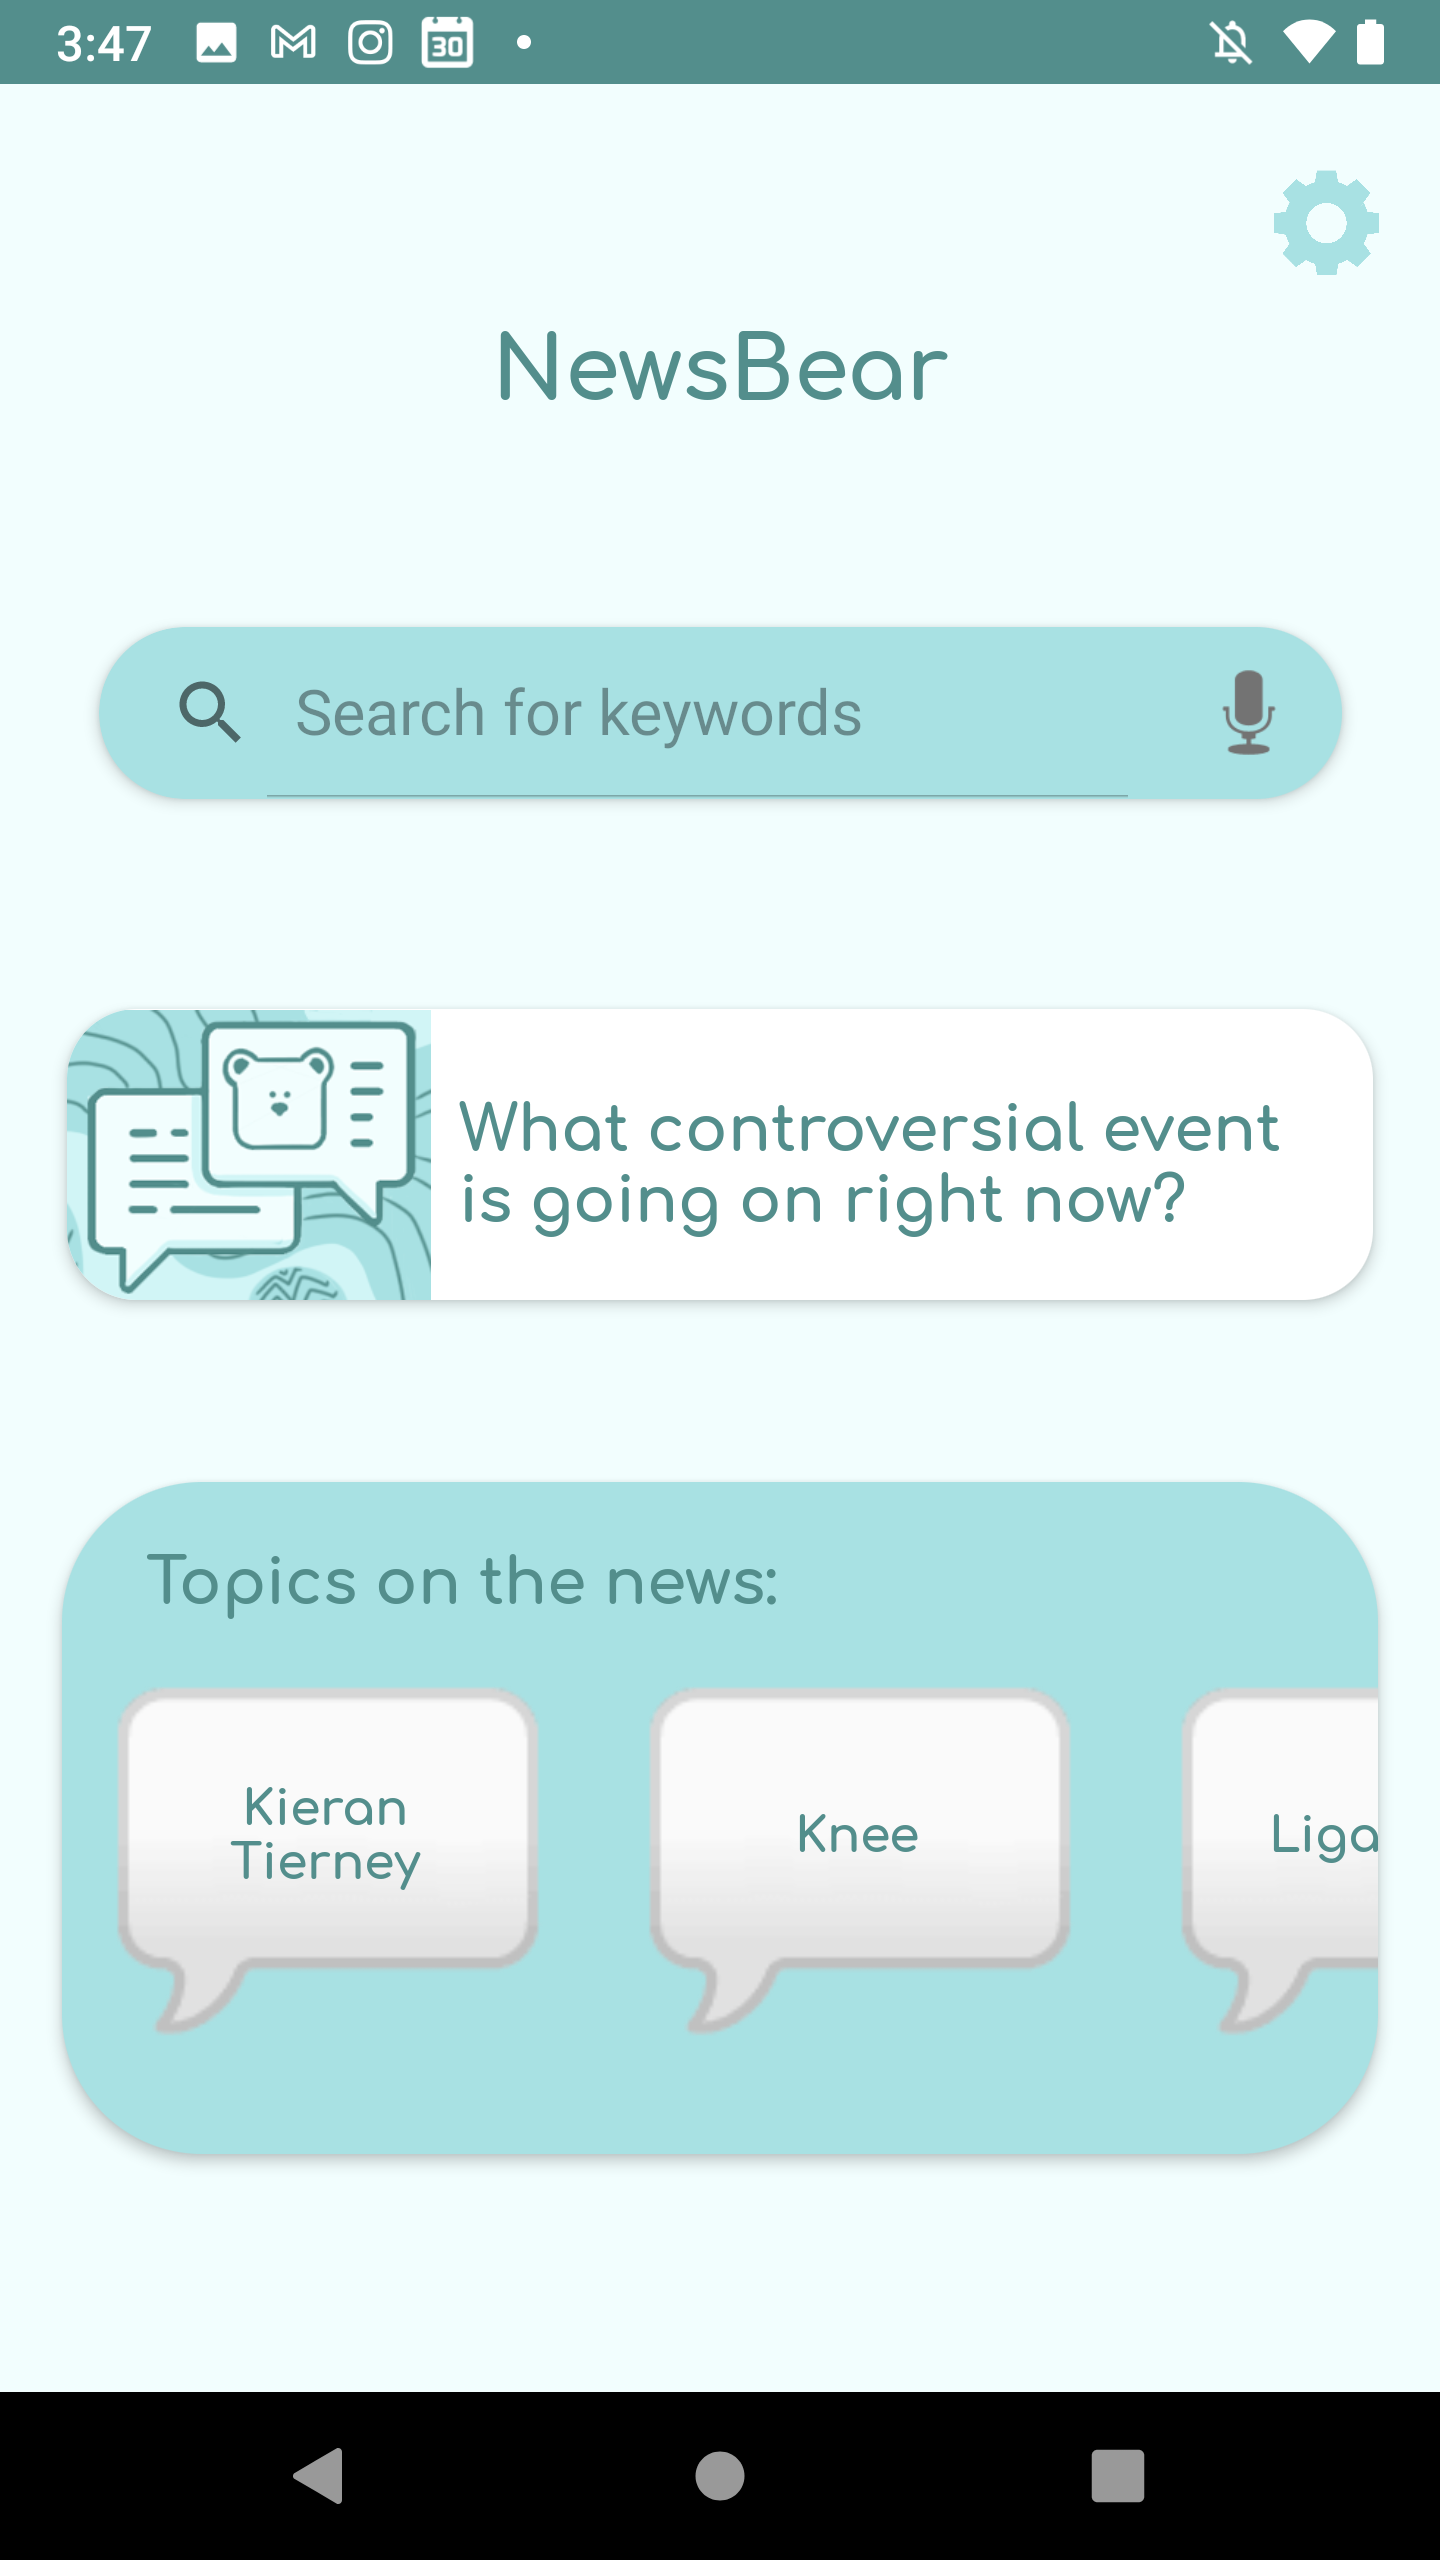 3:47
30
NewsBear
Search for keywords
What controversial event
is going on right now?
Topics on the news:
Kieran
Tierney
Knee
Liga